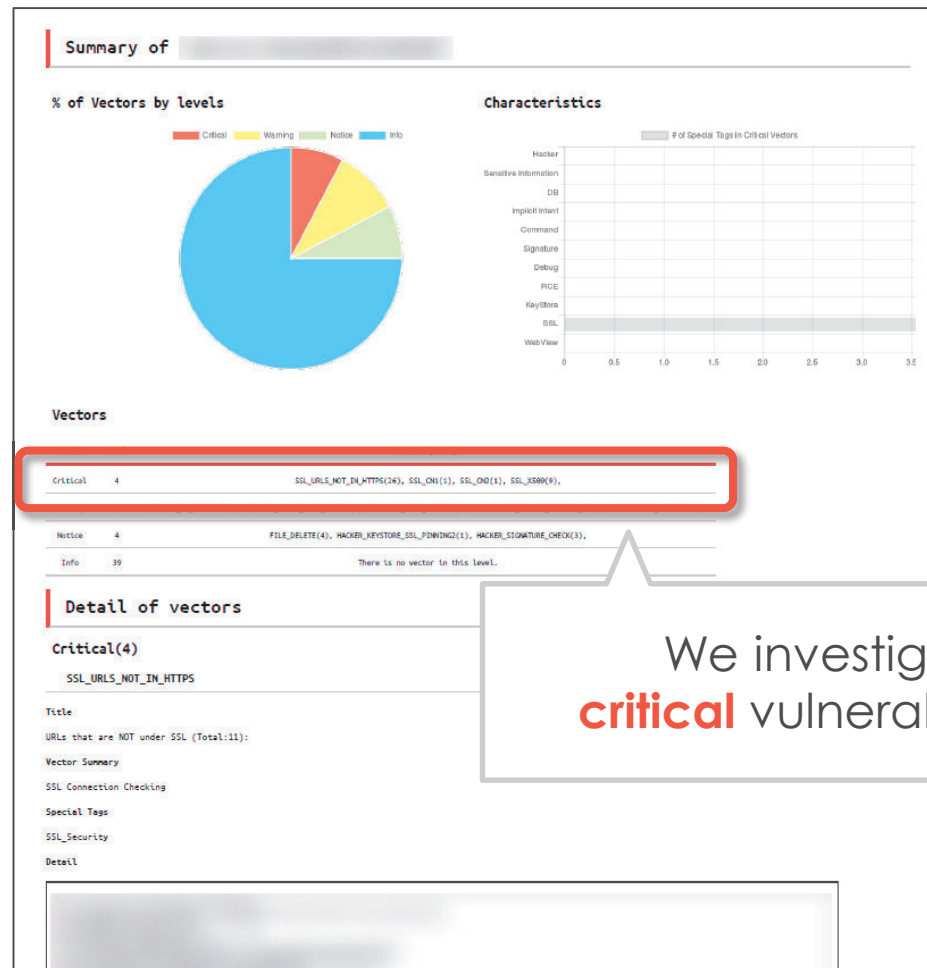 Summary of
% of Vectors by levels
Critical Warning Notice Info
Characteristics
# of Special Tags in Critical Vectors
Hacker
Sensitive Information
DB
Implicit Intent
Command
Signature
Debug
RCE
KeyStore
SSL
WebView
0 0.5 1.0 1.5 2.0 2.5 3.0 3.5
Vectors
Critical 4 SSL_URLS_NOT_IN_HTTPS(26), SSL_CN1(1), SSL_CN2(1), SSL_X509(9),
Notice 4 FILE_DELETE(4), HACKER_KEYSTORE_SSL_PINNING2(1), HACKER_SIGNATURE_CHECK(3),
Info 39 There is no vector in this level.
We investig
critical vulneral
Detail of vectors
Critical(4)
SSL_URLS_NOT_IN_HTTPS
Title
URLs that are NOT under SSL (Total:11):
Vector Summary
SSL Connection Checking
Special Tags
SSL_Security
Detail